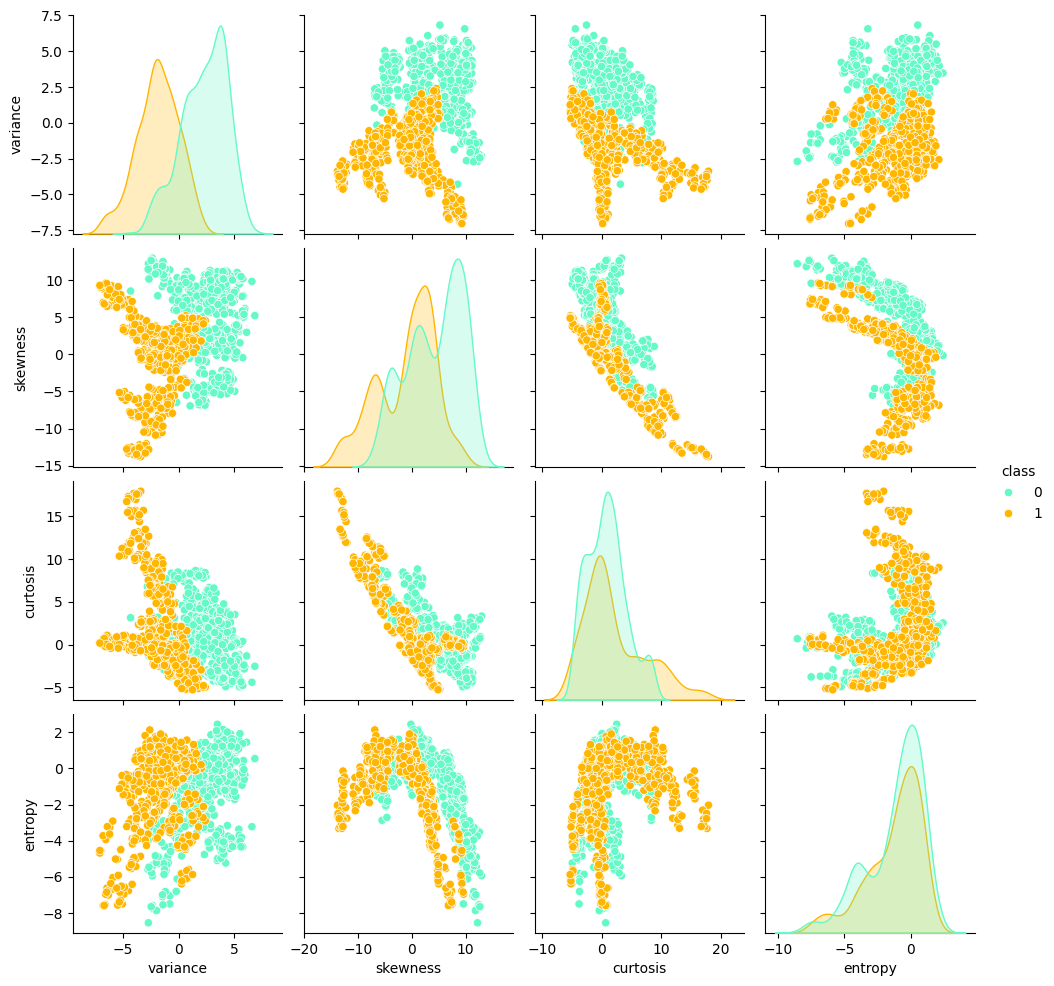 7.5
5.0
2.5
0.0
−2.5
−5.0
−7.5
variance
10
5
0
−5
−10
−15
skewness
class
0
1
15
10
5
0
−5
curtosis
2
0
−2
−4
−6
−8
entropy
−5 0 5
variance
−20 −10 0 10
skewness
−10 0 10 20
curtosis
−10 −5 0
entropy